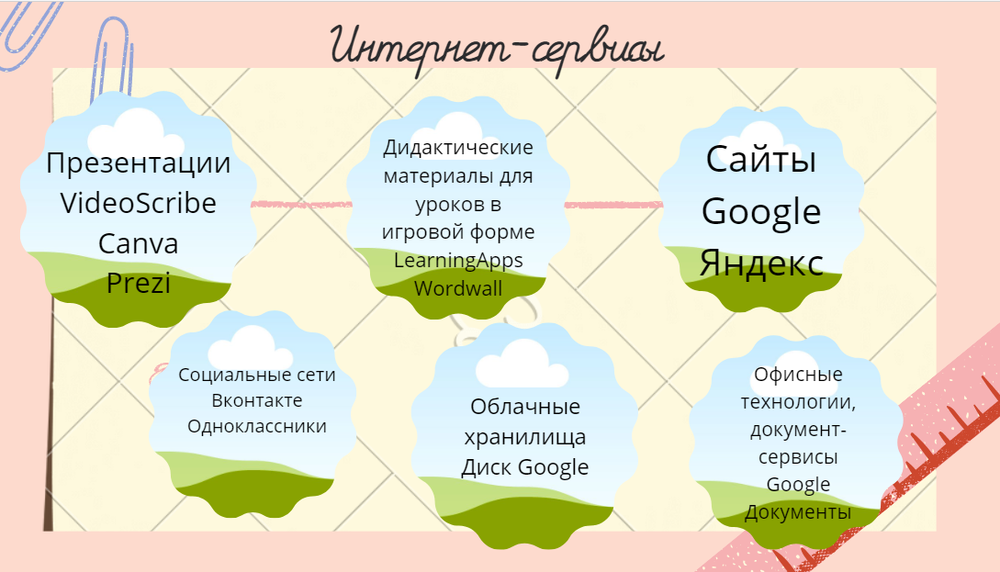 Интернет-сервисы
Презентации
VideoScribe
Canva
Prezi
Дидактические
материалы для
уроков в
игровой форме
LearningApps
Wordwall
Сайты
Google
Яндекс
Социальные сети
Вконтакте
Одноклассники
Облачные
хранилища
Диск Google
Офисные
технологии,
документ-
сервисы
Google
Документы